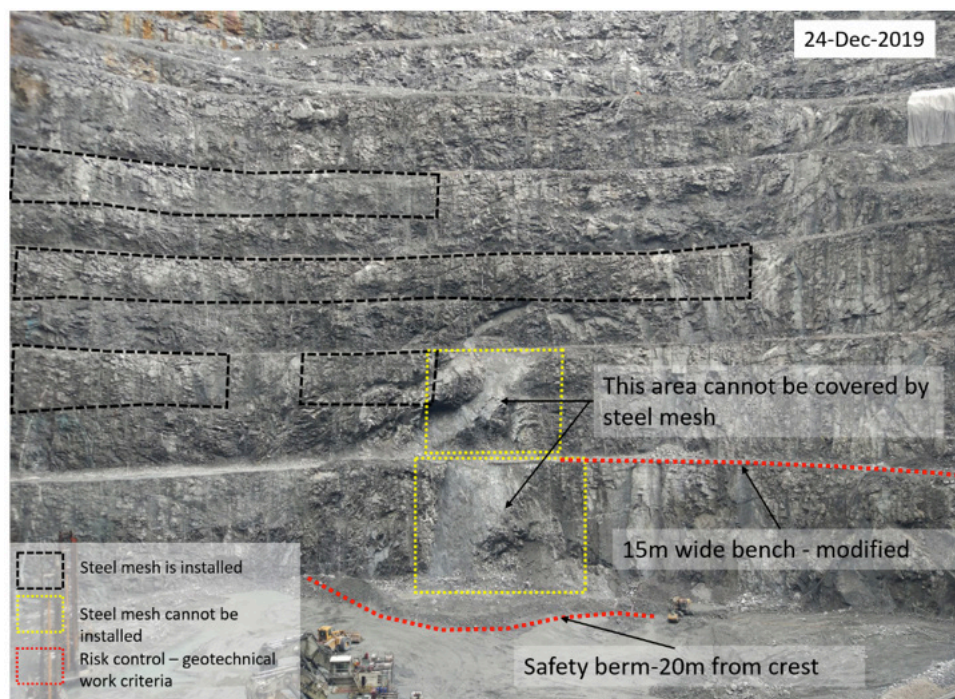 24-Dec-2019
This area cannot be covered by
steel mesh
15m wide bench - modified
Safety berm-20m from crest
Steel mesh is installed
Steel mesh cannot be
installed
Risk control – geotechnical
work criteria